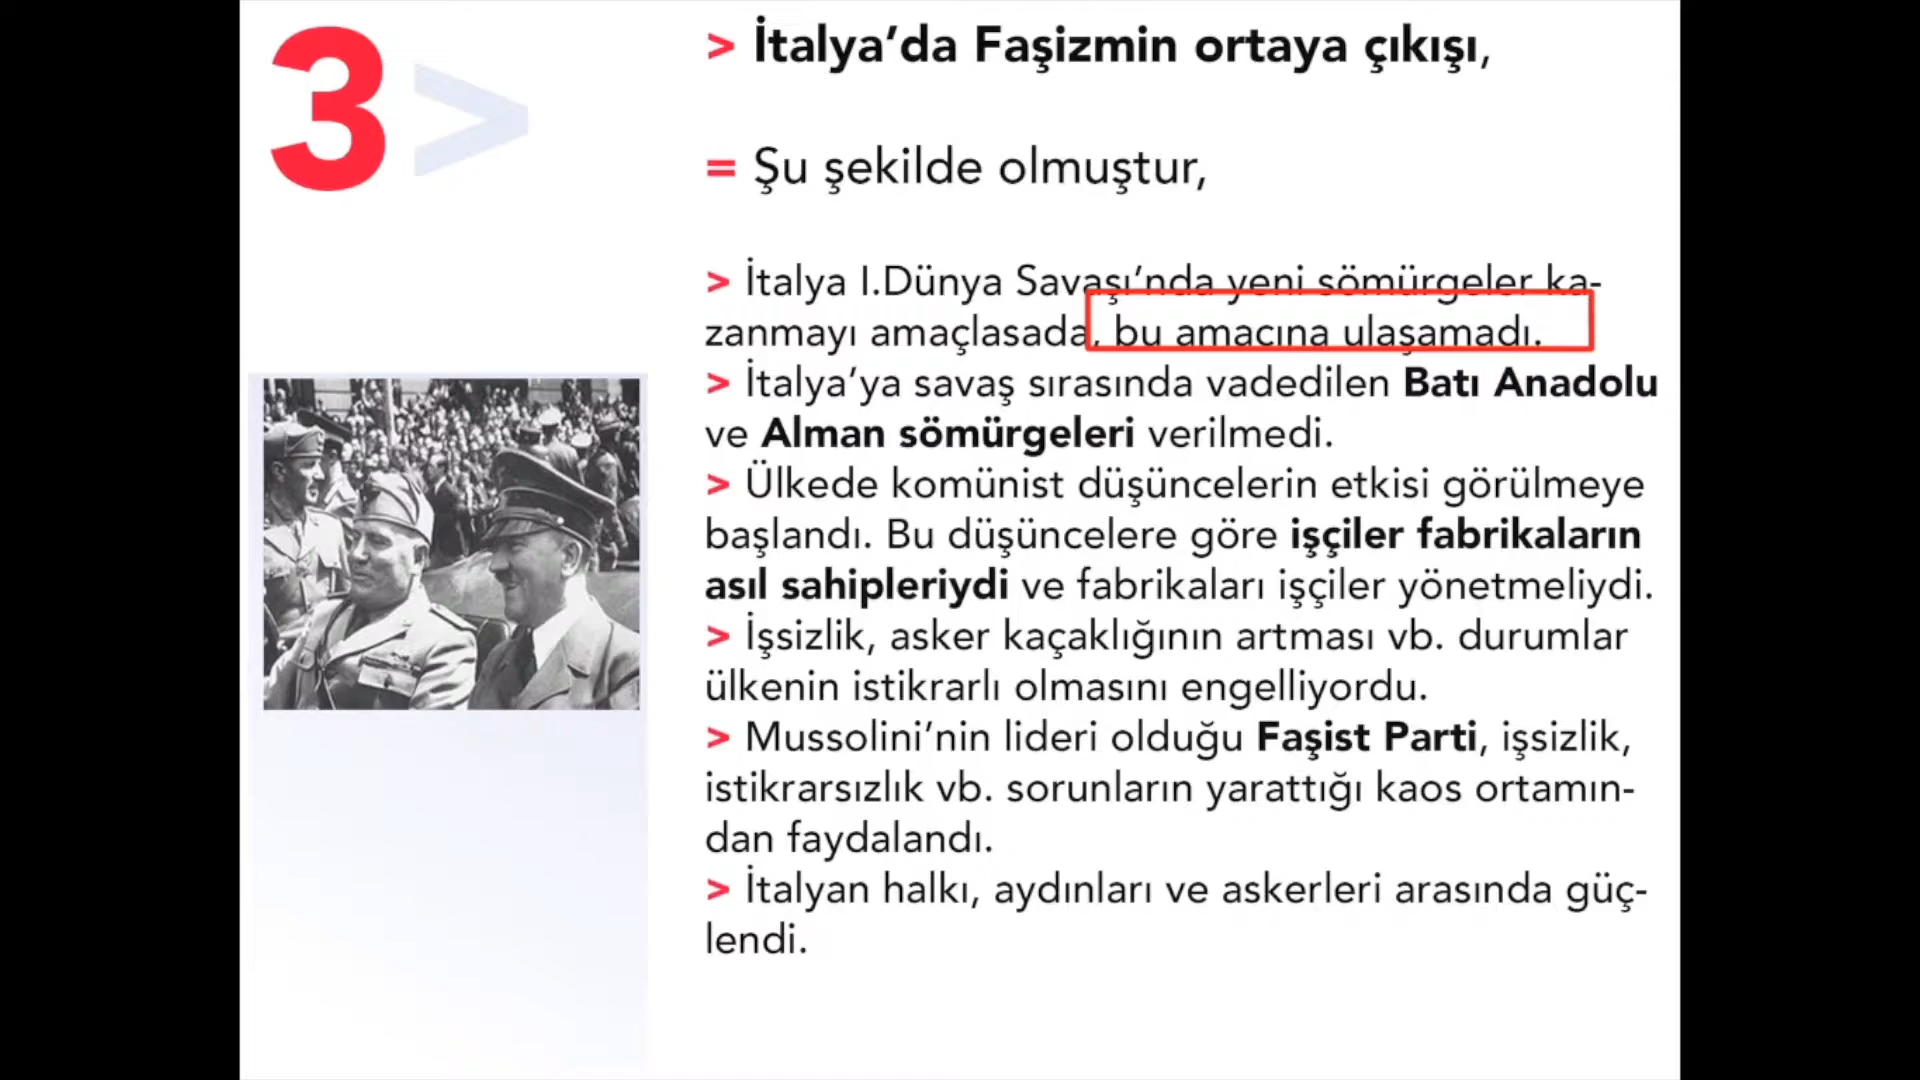 3>
> İtalya’da Faşizmin ortaya çıkışı,
= Şu şekilde olmuştur,
> İtalya I.Dünya Savaşı’nda yeni sömürgeler ka-
zanmayı amaçlasada, bu amacına ulaşamadı.
> İtalya’ya savaş sırasında vadedilen Batı Anadolu
ve Alman sömürgeleri verilmedi.
> Ülkede komünist düşüncelerin etkisi görülmeye
başlandı. Bu düşüncelere göre işçiler fabrikaların
asıl sahipleriydi ve fabrikaları işçiler yönetmeliydi.
> İşsizlik, asker kaçaklığının artması vb. durumlar
ülkenin istikrarlı olmasını engelliyordu.
> Mussolini’nin lideri olduğu Faşist Parti, işsizlik,
istikrarsızlık vb. sorunların yarattığı kaos ortamın-
dan faydalandı.
> İtalyan halkı, aydınları ve askerleri arasında güç-
lendi.